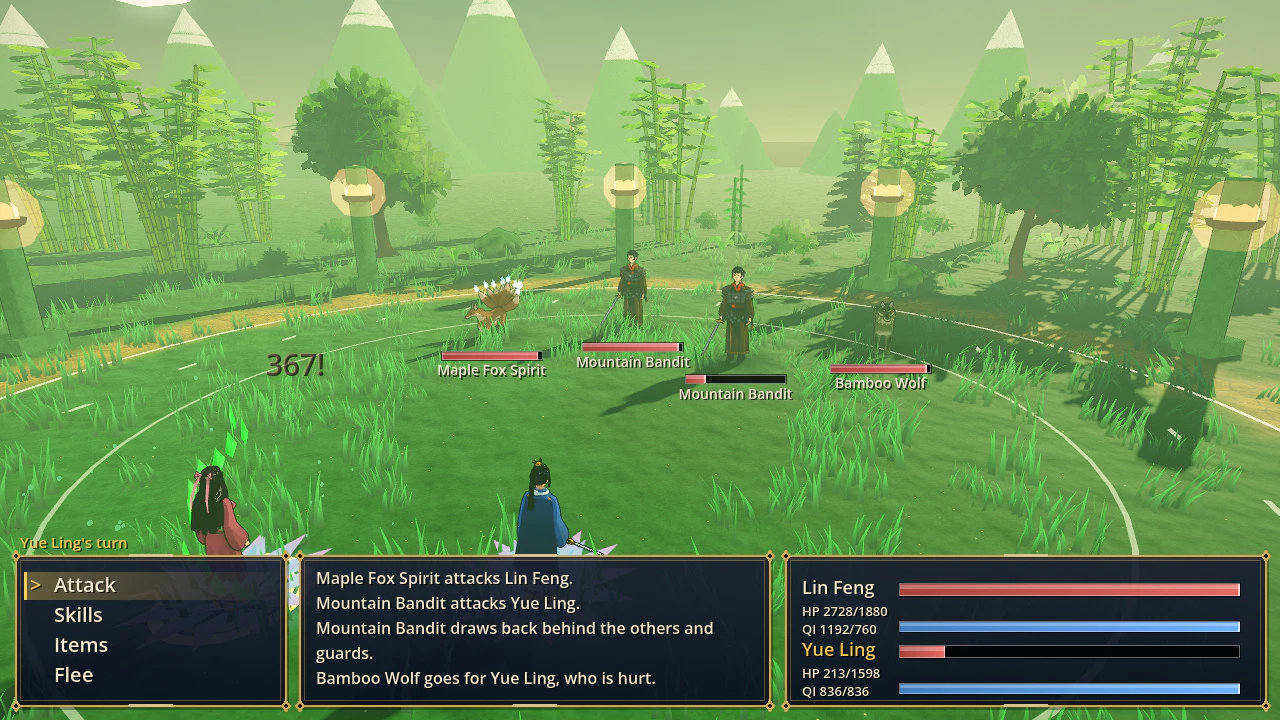 367!
Maple Fox Spirit
Mountain Bandit
Mountain Bandit
Bamboo Wolf
Yue Ling's turn
> Attack
Skills
Items
Flee
Maple Fox Spirit attacks Lin Feng.
Mountain Bandit attacks Yue Ling.
Mountain Bandit draws back behind the others and
guards.
Bamboo Wolf goes for Yue Ling, who is hurt.
Lin Feng
HP 2728/1880
QI 1192/760
Yue Ling
HP 213/1598
QI 836/836